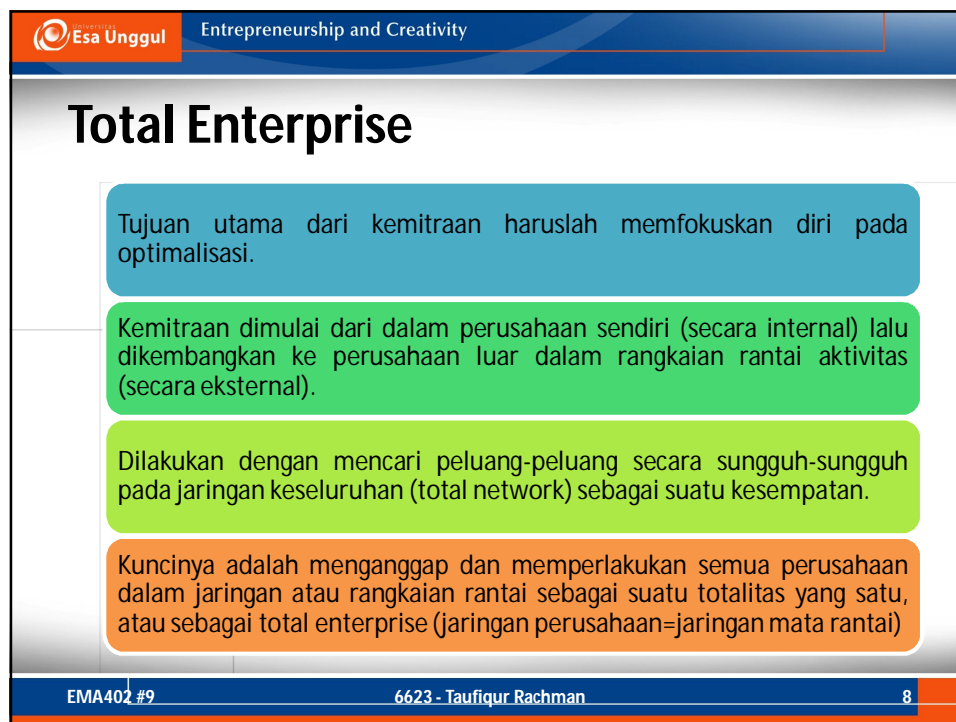 Universitas
Esa Unggul
Entrepreneurship and Creativity
Total Enterprise
Tujuan utama dari kemitraan haruslah memfokuskan diri pada
optimalisasi.
Kemitraan dimulai dari dalam perusahaan sendiri (secara internal) lalu
dikembangkan ke perusahaan luar dalam rangkaian rantai aktivitas
(secara eksternal).
Dilakukan dengan mencari peluang-peluang secara sungguh-sungguh
pada jaringan keseluruhan (total network) sebagai suatu kesempatan.
Kuncinya adalah menganggap dan memperlakukan semua perusahaan
dalam jaringan atau rangkaian rantai sebagai suatu totalitas yang satu,
atau sebagai total enterprise (jaringan perusahaan=jaringan mata rantai)
EMA402 #9 6623 - Taufiqur Rachman 8